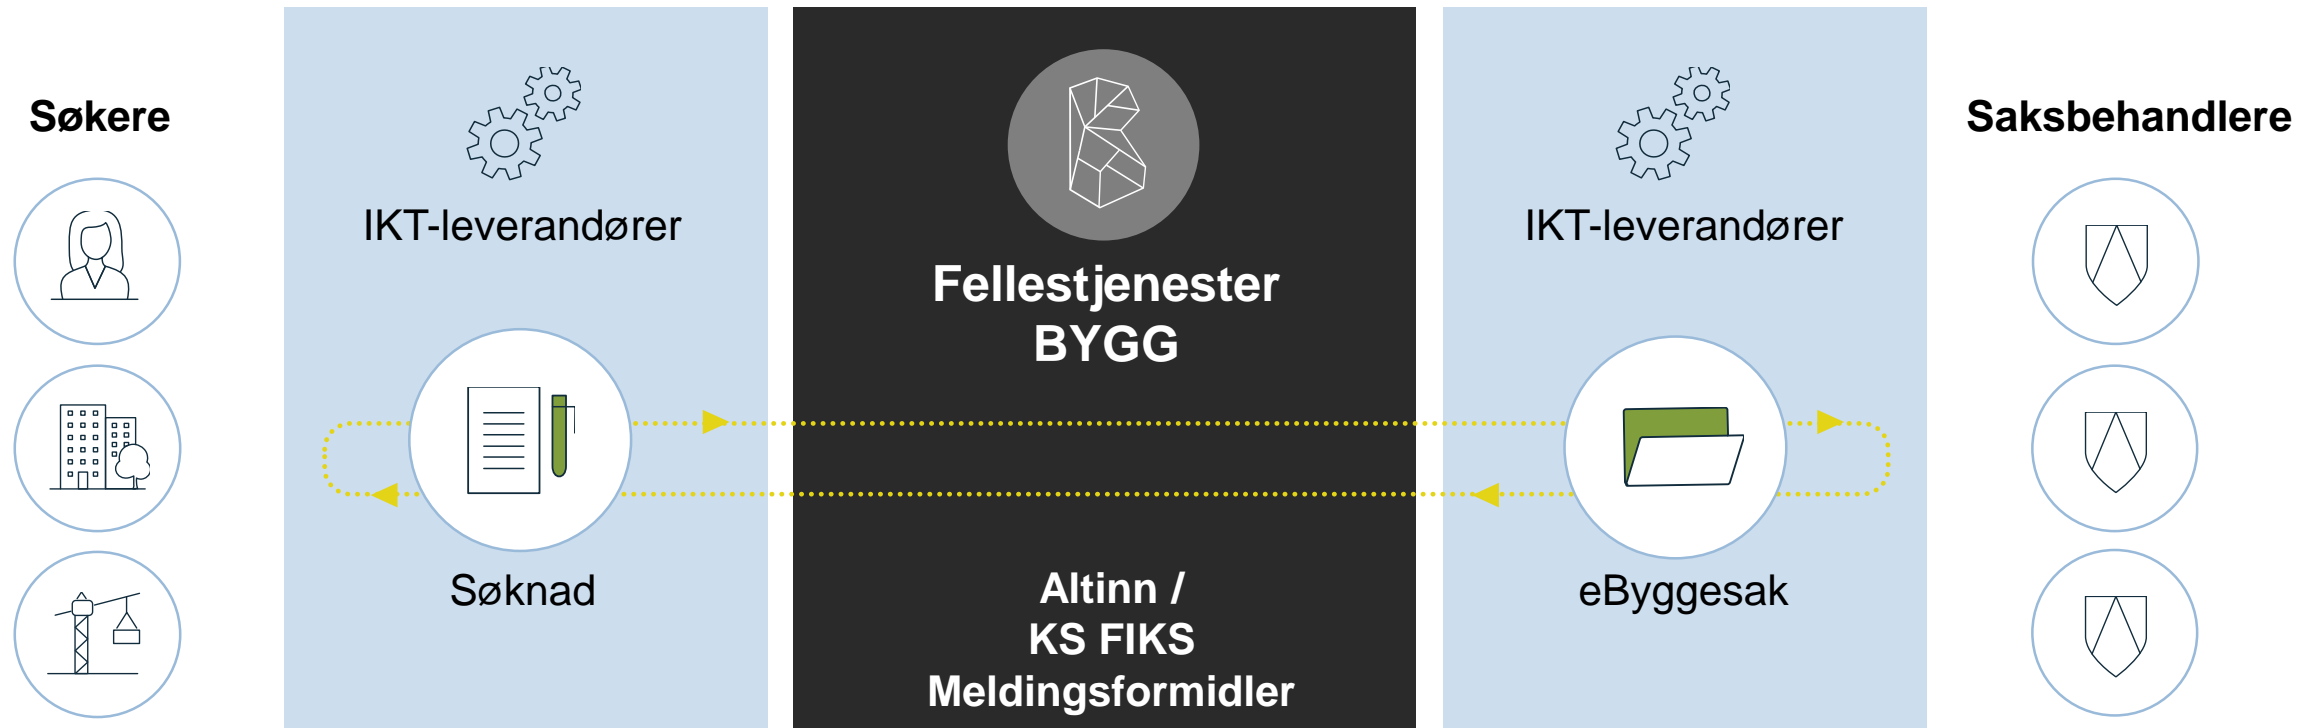 Søkere
IKT-leverandører
Søknad
Fellestjenester
BYGG
Altinn /
KS FIKS
Meldingsformidler
IKT-leverandører
eByggesak
Saksbehandlere